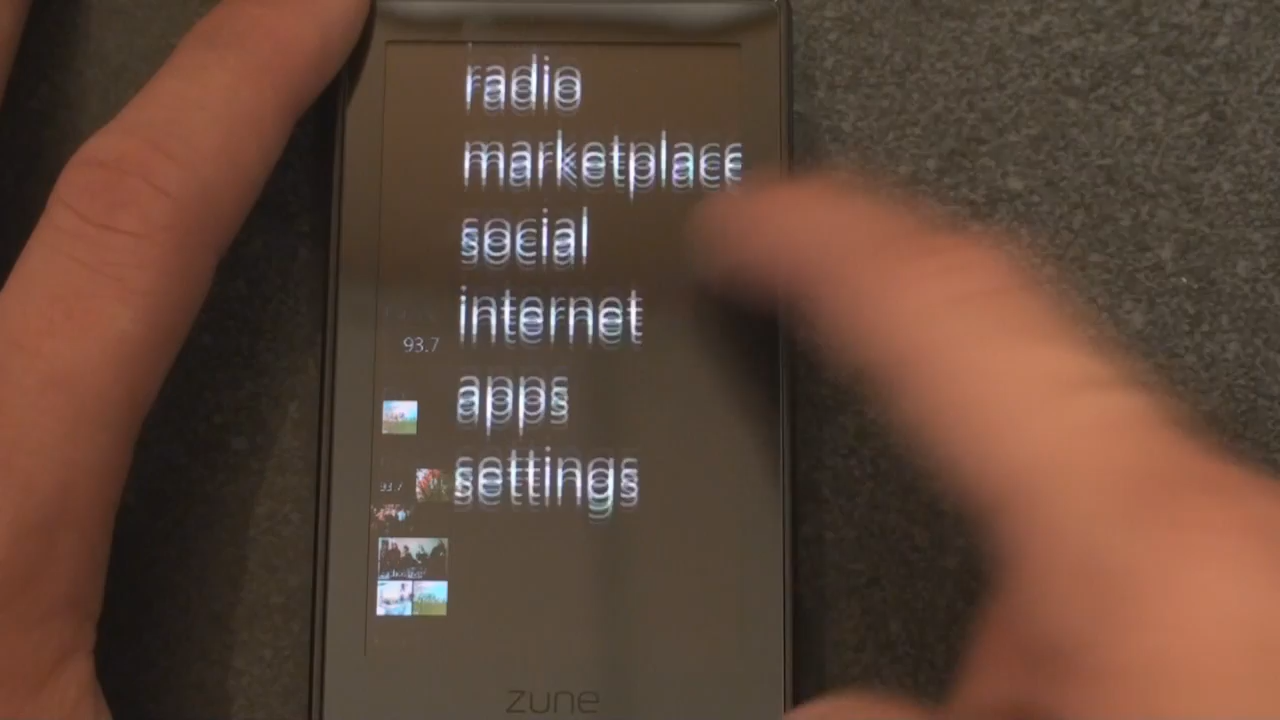 radio
marketplace
social
internet
93.7
apps
settings
93.7
zune